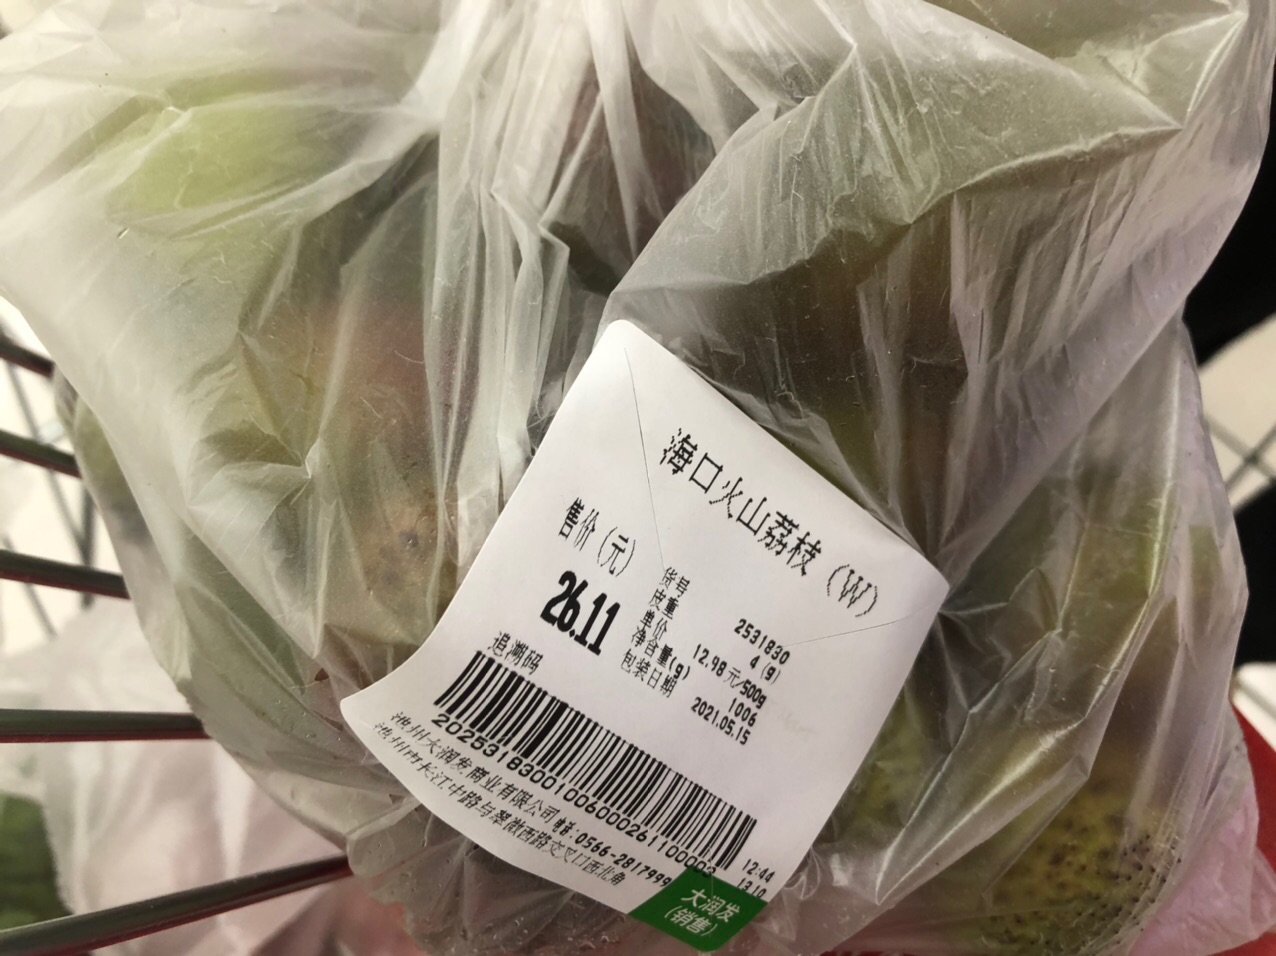 海口火山荔枝 (W)
售价(元)
26.11
货号 2531830
皮重 4 (g)
单价 12.98 元/500g
净含量(g) 1006
包装日期 2021.05.15
追溯码
2025318300100600026110000
12:44
1310
池州大润发商业有限公司 电话:0566-2817999
池州市长江中路与翠微西路交叉口西北角
大润发
(销售)